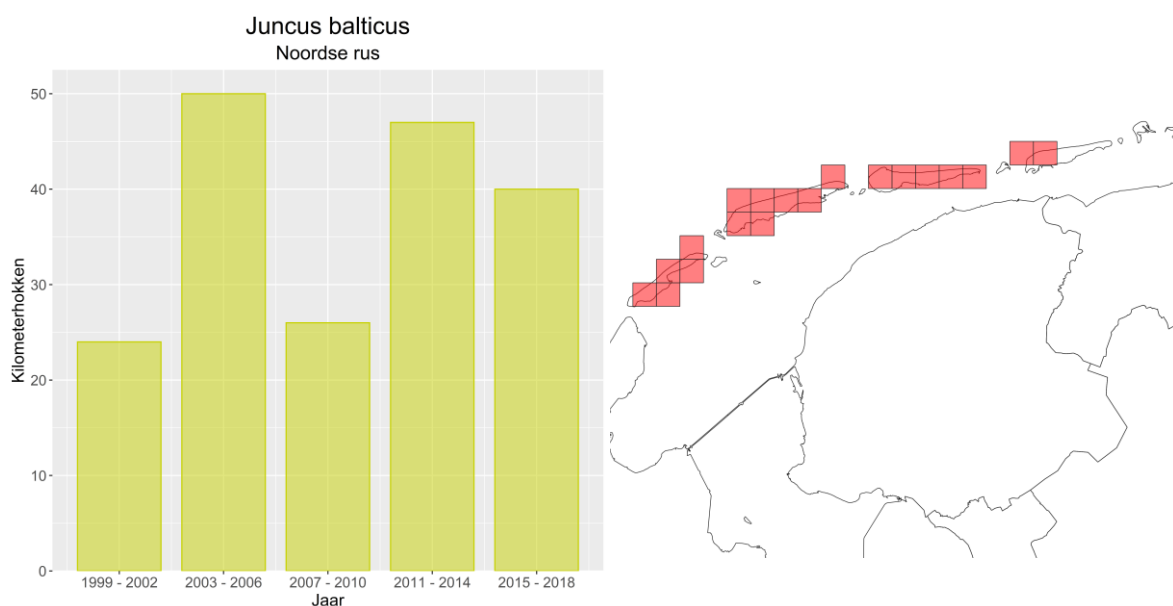 Juncus balticus
Noordse rus
Kilometerhokken
50
40
30
20
10
0
1999 - 2002
2003 - 2006
2007 - 2010
2011 - 2014
2015 - 2018
Jaar